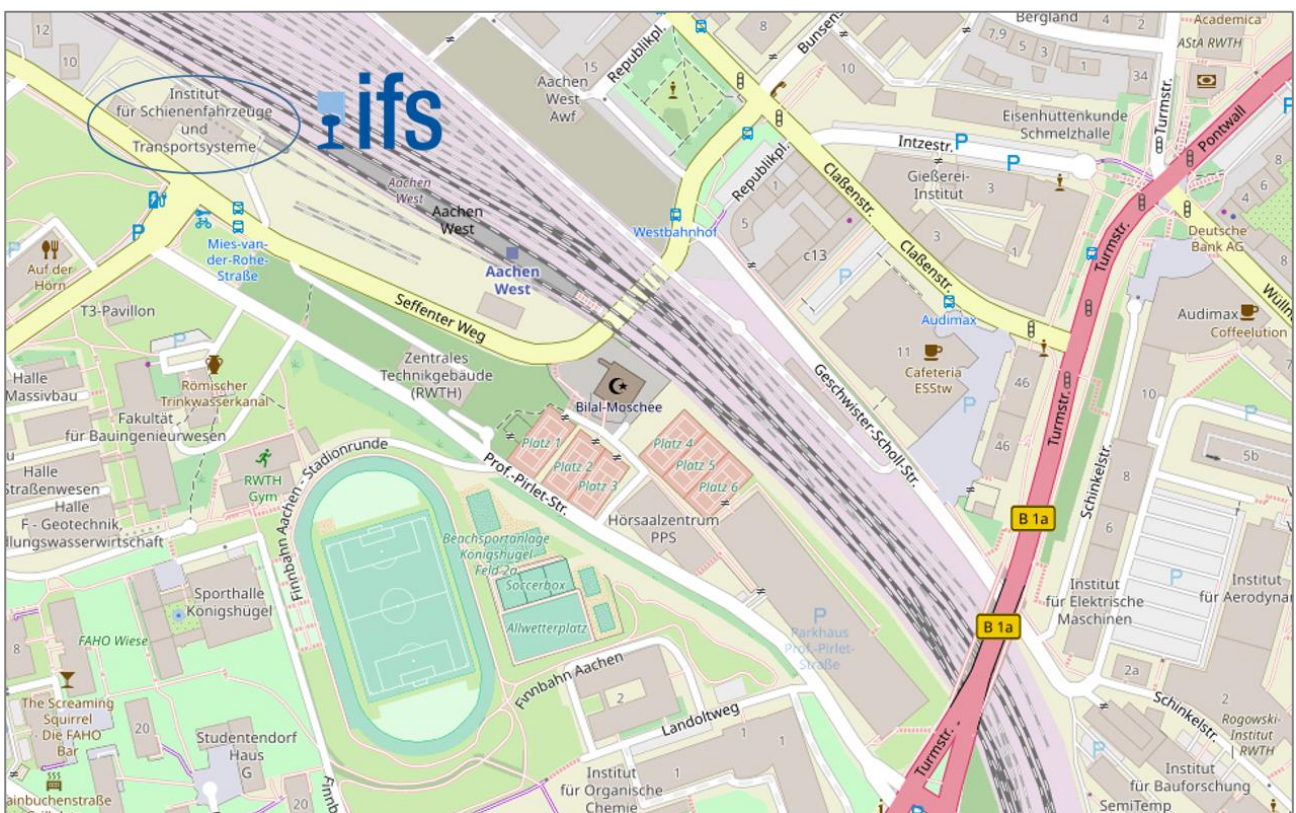 12
10
Institut
für Schienenfahrzeuge
und
Transportsysteme
ifs
Aachen
West
Aachen
West
Aachen
West
15
Aachen
West
Awf
Republikpl.
8
Bunsens
10
7,9
5
3
1
Bergland
4
2
34
Academica
AStA RWTH
Turmstr.
Pontwall
Eisenhüttenkunde
Schmelzhalle
Intzestr.
P
P
P
Gießerei-
Institut
3
3
1
Republikpl.
1
5
c13
P
Claßenstr.
Claßenstr.
Westbahnhof
Audimax
11
Cafeteria
ESStw
P
46
46
Turmstr.
Turmstr.
8
6
4
Deutsche
Bank AG
8
Audimax
Coffeelution
Wülln
10
P
5b
P
Auf der
Hörn
Mies-van-
der-Rohe-
Straße
T3-Pavillon
P
Seffenter Weg
Römischer
Trinkwasserkanal
Halle
Massivbau
Fakultät
für Bauingenieurwesen
Halle
Straßenwesen
Halle
F - Geotechnik,
dlungswasserwirtschaft
RWTH
Gym
Zentrales
Technikgebäude
(RWTH)
Bilal-Moschee
Platz 1
Platz 2
Platz 3
Platz 4
Platz 5
Platz 6
Prof.-Pirlet-Str.
Hörsaalzentrum
PPS
Geschwister-Scholl-Str.
Schinkelstr.
8
6
B 1a
B 1a
Institut
für Elektrische
Maschinen
P
Institut
für Aerodynar
Finnbahn Aachen - Stadionrunde
Beachsportanlage
Königshügel
Feld 2a
Soccerbox
Allwetterplatz
Sporthalle
Königshügel
FAHO Wiese
8
The Screaming
Squirrel
- Die FAHO
Bar
20
Studentendorf
Haus
G
20
ainbuchenstraße
Finnb
Finnbahn Aachen
2
Landoltweg
1
1
1
Institut
für Organische
Chemie
P
Parkhaus
Prof.-Pirlet-
Straße
Turmstr.
2a
2
Schinkelstr.
P
Rogowski-
Institut
RWTH
Institut
für Bauforschung
SemiTemp